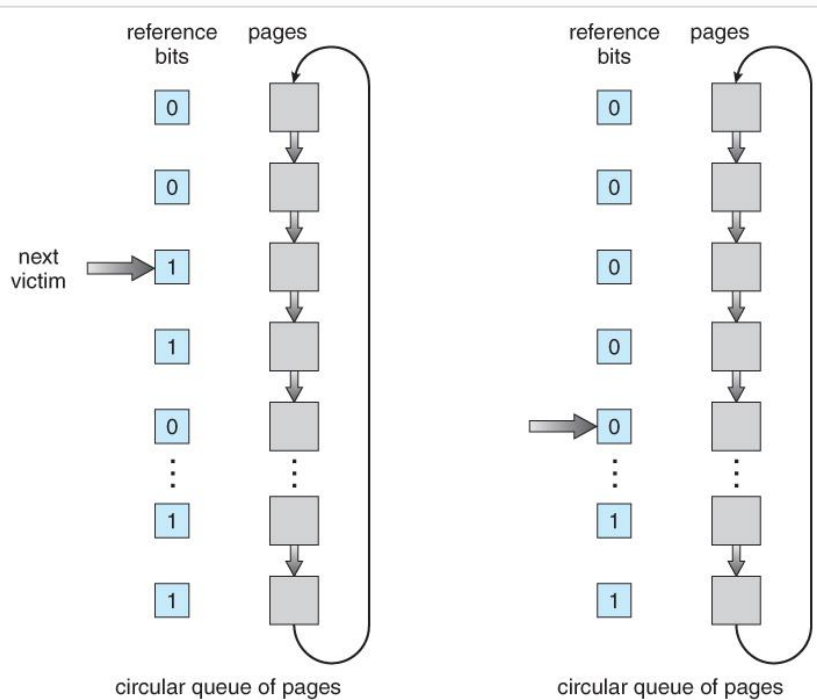 reference bits
pages
0
0
next victim
1
1
0
1
1
circular queue of pages
reference bits
pages
0
0
0
0
0
1
1
circular queue of pages